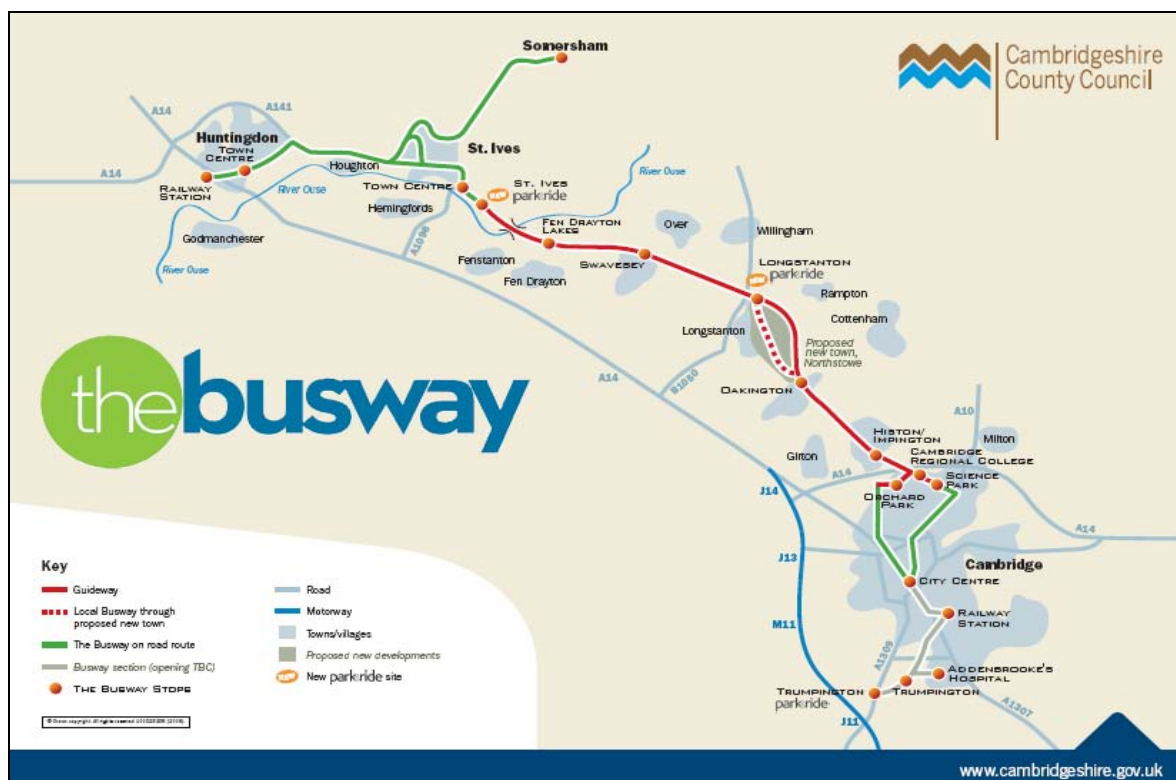 Somersham
Cambridgeshire
County Council
A14
A141
Huntingdon
TOWN
CENTRE
St. Ives
Houghton
A14
RAILWAY
STATION
River Ouse
TOWN CENTRE
NEW
ST. IVES
park&ride
River Ouse
Hemingfords
Godmanchester
A1096
FEN DRAYTON
LAKES
Over
Willingham
Fenstanton
SWAVESEY
River Ouse
Fen Drayton
LONGSTANTON
NEW park&ride
Rampton
Cottenham
Longstanton
Proposed
new town,
Northstowe
thebusway
A14
B1050
OAKINGTON
A10
HISTON/
IMPINGTON
Milton
Girton
CAMBRIDGE
REGIONAL COLLEGE
A14
SCIENCE
PARK
J14
ORCHARD
PARK
A14
J13
Cambridge
CITY CENTRE
RAILWAY
STATION
M11
A1309
ADDENBROOKE'S
HOSPITAL
TRUMPINGTON
park&ride
TRUMPINGTON
J11
A1307
Key
Guideway
Local Busway through
proposed new town
The Busway on road route
Busway section (opening TBC)
THE BUSWAY STOPS
Road
Motorway
Towns/villages
Proposed new developments
NEW New park&ride site
www.cambridgeshire.gov.uk